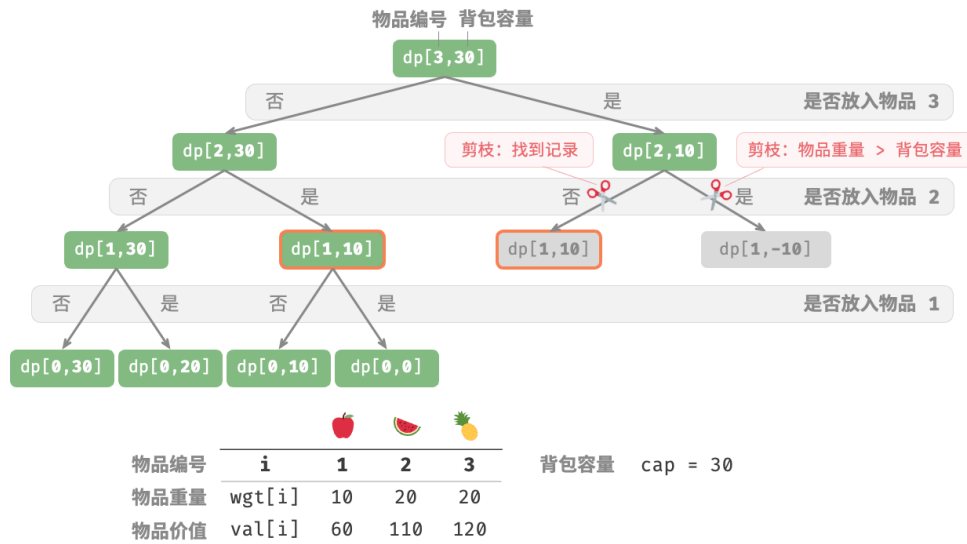 物品编号 背包容量
dp[3,30]
否 是 是否放入物品 3
dp[2,30] 剪枝：找到记录 dp[2,10] 剪枝：物品重量 > 背包容量
否 是 否 是 是否放入物品 2
dp[1,30] dp[1,10] dp[1,10] dp[1,-10]
否 是 否 是 是否放入物品 1
dp[0,30] dp[0,20] dp[0,10] dp[0,0]
物品编号 i 1 2 3 背包容量 cap = 30
物品重量 wgt[i] 10 20 20
物品价值 val[i] 60 110 120